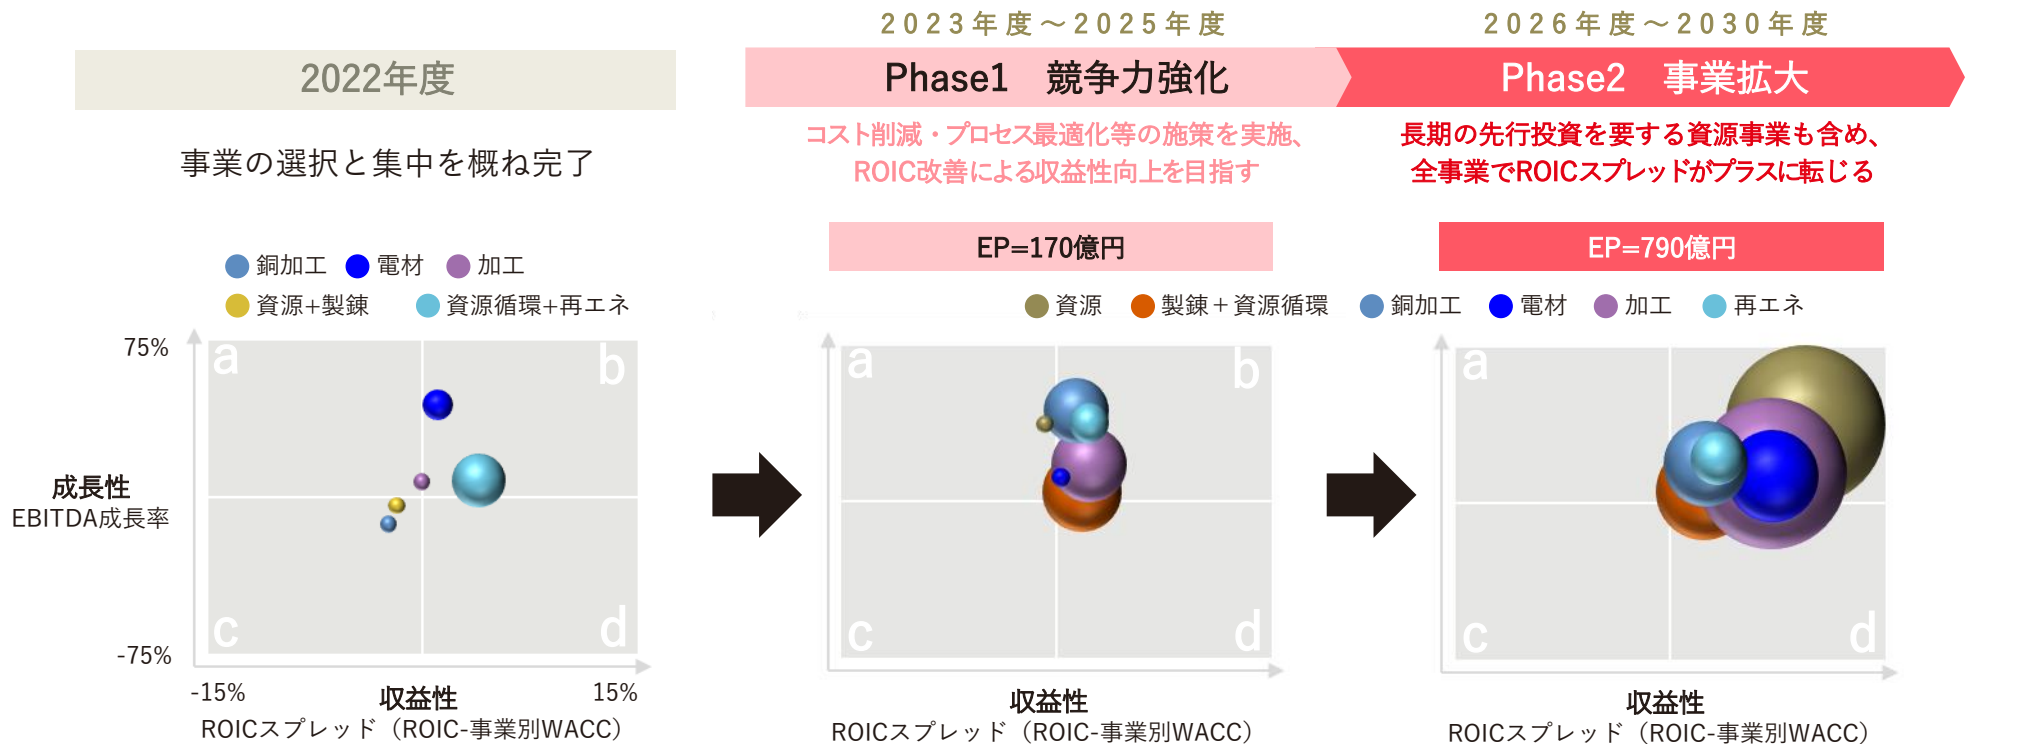 2022年度
事業の選択と集中を概ね完了
銅加工 電材 加工
資源+製錬 資源循環+再エネ
75%
a b
成長性
EBITDA成長率
c d
-75%
-15% 15%
収益性
ROICスプレッド（ROIC-事業別WACC）
2023年度～2025年度
Phase1　競争力強化
コスト削減・プロセス最適化等の施策を実施、
ROIC改善による収益性向上を目指す
EP=170億円
2026年度～2030年度
Phase2　事業拡大
長期の先行投資を要する資源事業も含め、
全事業でROICスプレッドがプラスに転じる
EP=790億円
資源 製錬＋資源循環 銅加工 電材 加工 再エネ
a b
c d
収益性
ROICスプレッド（ROIC-事業別WACC）
a
c d
収益性
ROICスプレッド（ROIC-事業別WACC）